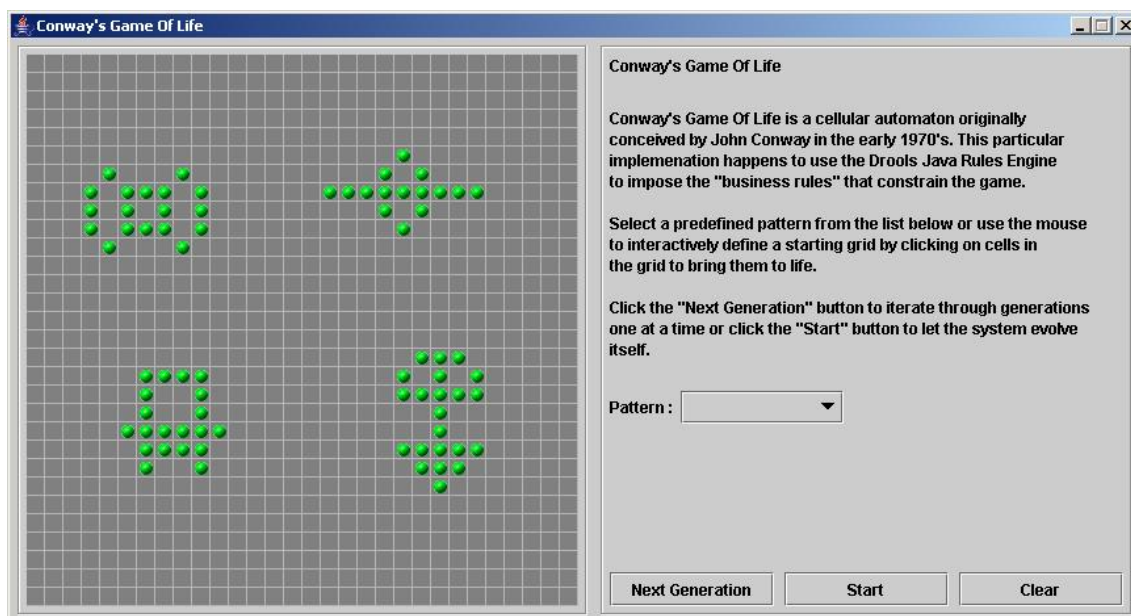 Conway's Game Of Life
Conway's Game Of Life
Conway's Game Of Life is a cellular automaton originally
conceived by John Conway in the early 1970's. This particular
implemenation happens to use the Drools Java Rules Engine
to impose the "business rules" that constrain the game.
Select a predefined pattern from the list below or use the mouse
to interactively define a starting grid by clicking on cells in
the grid to bring them to life.
Click the "Next Generation" button to iterate through generations
one at a time or click the "Start" button to let the system evolve
itself.
Pattern :
Next Generation
Start
Clear